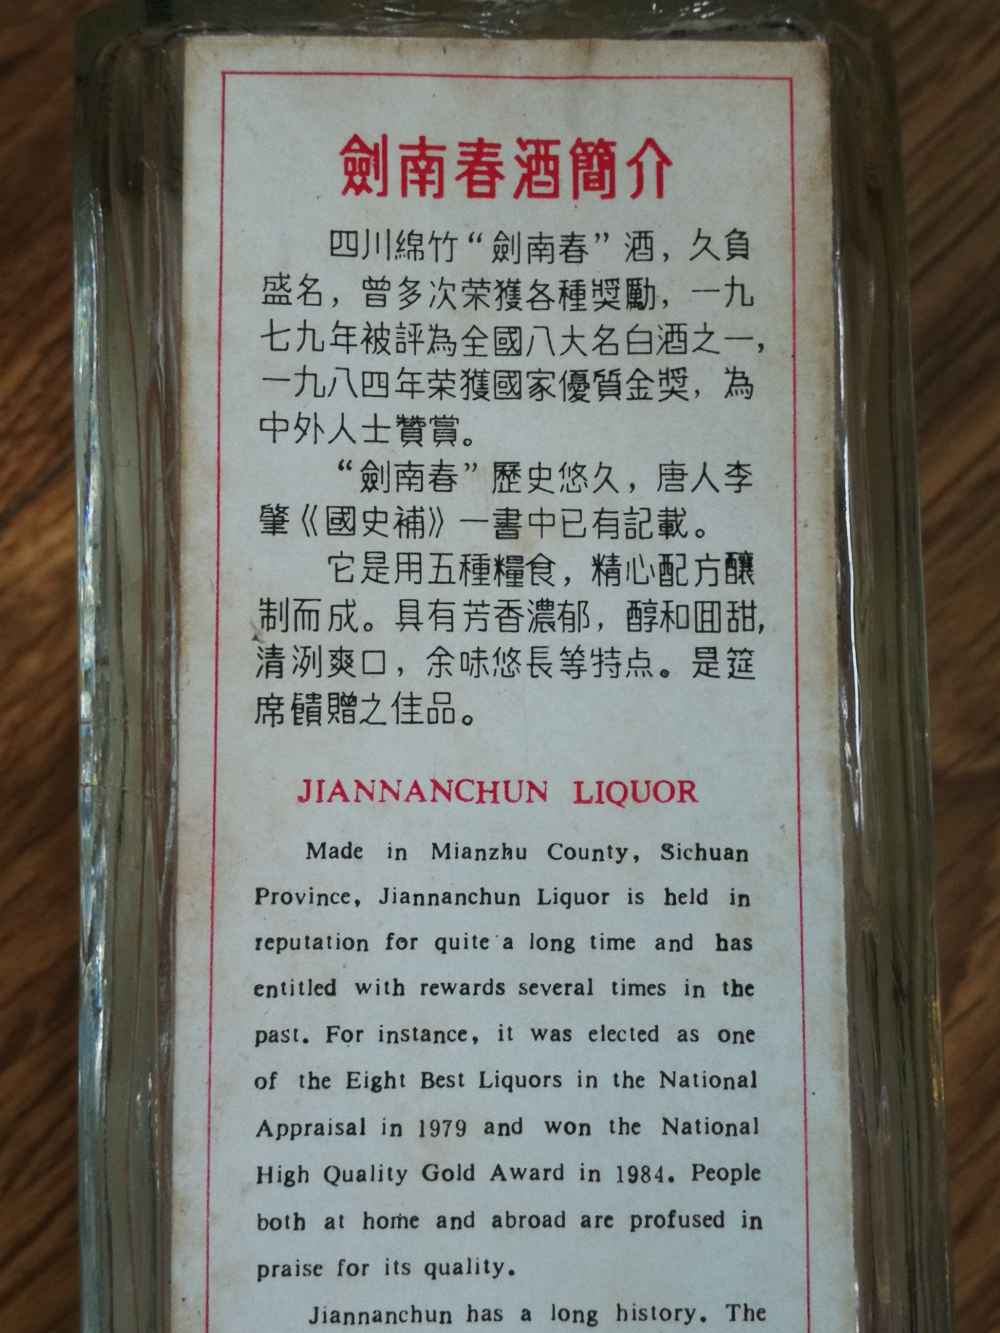 劍南春酒簡介
四川綿竹“劍南春”酒，久負
盛名，曾多次荣獲各種獎勵，一九
七九年被評為全國八大名白酒之一，
一九八四年荣獲國家優質金獎，為
中外人士贊賞。
“劍南春”歷史悠久，唐人李
肇《國史補》一書中已有記載。
它是用五種糧食，精心配方釀
制而成。具有芳香濃郁，醇和囬甜，
清洌爽口，余味悠長等特点。是筵
席饋贈之佳品。
JIANNANCHUN LIQUOR
Made in Mianzhu County, Sichuan
Province, Jiannanchun Liquor is held in
reputation for quite a long time and has
entitled with rewards several times in the
past. For instance, it was elected as one
of the Eight Best Liquors in the National
Appraisal in 1979 and won the National
High Quality Gold Award in 1984. People
both at home and abroad are profused in
praise for its quality.
Jiannanchun has a long history. The